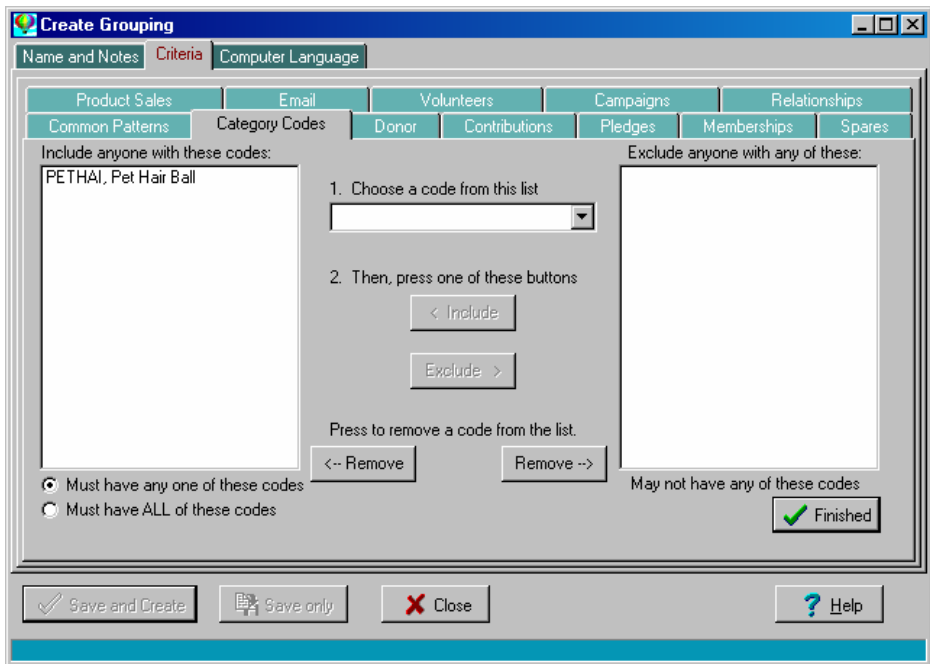 Create Grouping
Name and Notes Criteria Computer Language
Product Sales Email Volunteers Campaigns Relationships
Common Patterns Category Codes Donor Contributions Pledges Memberships Spares
Include anyone with these codes:
Exclude anyone with any of these:
PETHAI, Pet Hair Ball
1. Choose a code from this list
2. Then, press one of these buttons
< Include
Exclude >
Press to remove a code from the list.
<-- Remove
Remove -->
Must have any one of these codes
Must have ALL of these codes
May not have any of these codes
Finished
Save and Create
Save only
Close
Help